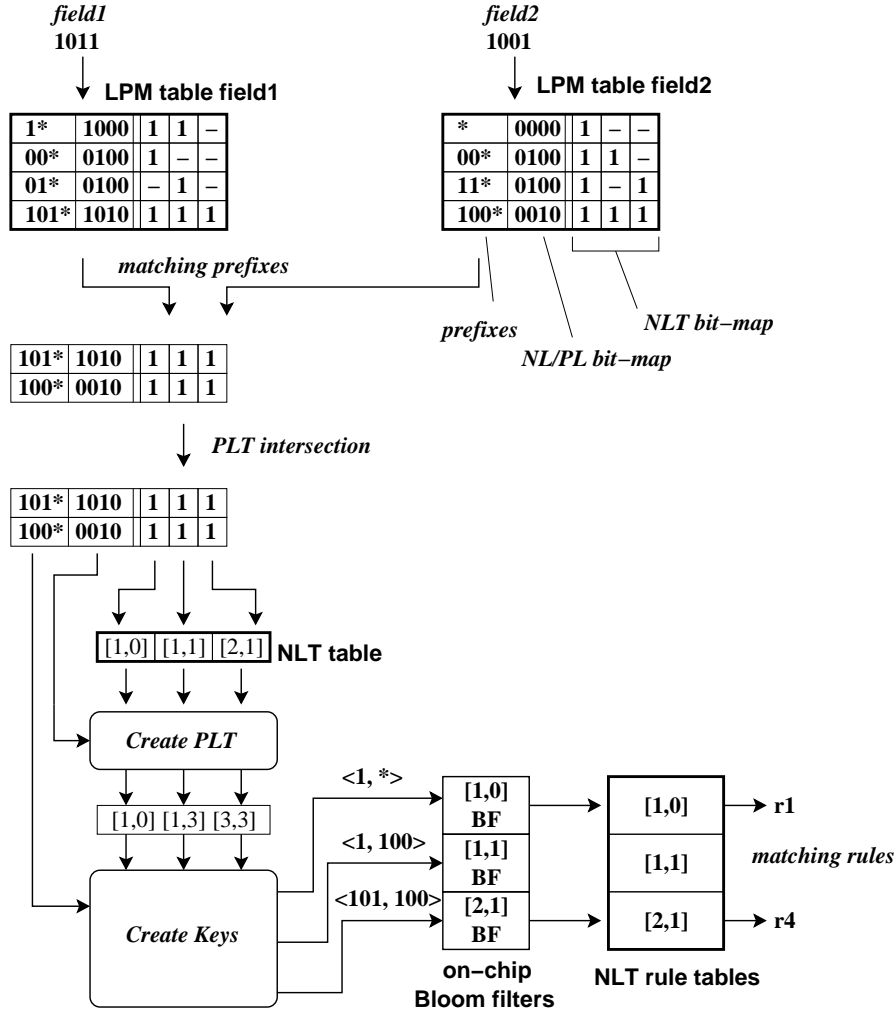 field1 field2
1011 1001
LPM table field1 LPM table field2
1* 1000 1 1 – * 0000 1 – –
00* 0100 1 – – 00* 0100 1 1 –
01* 0100 – 1 – 11* 0100 1 – 1
101* 1010 1 1 1 100* 0010 1 1 1
matching prefixes
prefixes NLT bit–map
NL/PL bit–map
101* 1010 1 1 1
100* 0010 1 1 1
PLT intersection
101* 1010 1 1 1
100* 0010 1 1 1
[1,0] [1,1] [2,1] NLT table
Create PLT
[1,0] [1,3] [3,3]
Create Keys
<1, *>
<1, 100>
<101, 100>
[1,0]
BF
[1,1]
BF
[2,1]
BF
on–chip
Bloom filters
[1,0] r1
[1,1] matching rules
[2,1] r4
NLT rule tables